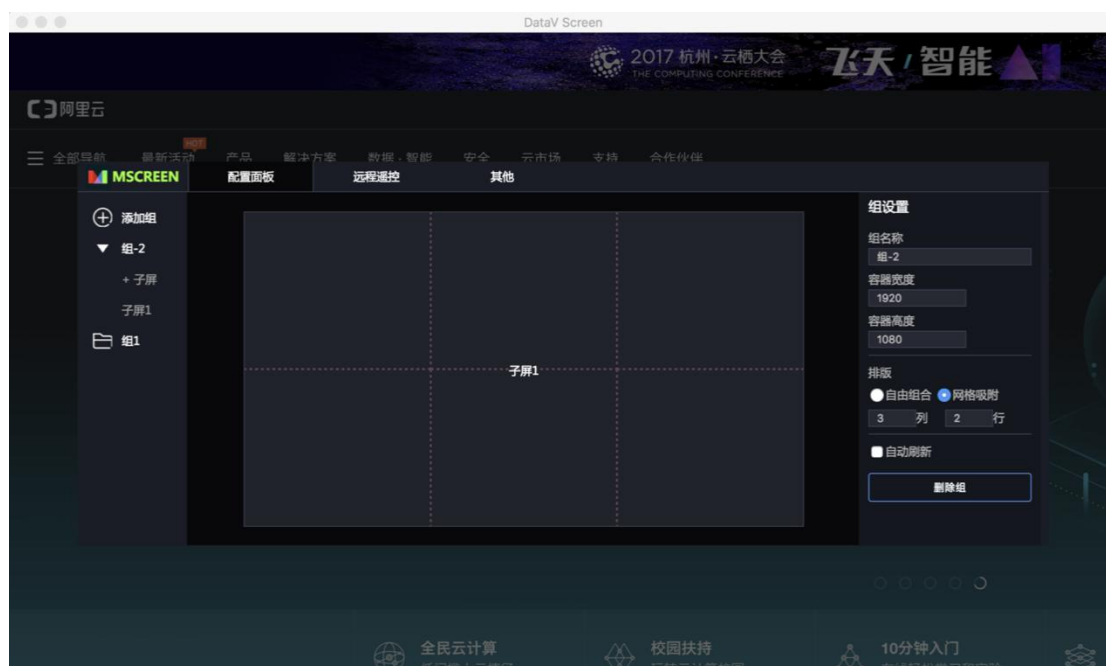 DataV Screen
2017 杭州·云栖大会
THE COMPUTING CONFERENCE
飞天/智能 AI
阿里云
HOT
全部导航 最新活动 产品 解决方案 数据·智能 安全 云市场 支持 合作伙伴
MSCREEN 配置面板 远程遥控 其他
添加组
组-2
+ 子屏
子屏1
组1
子屏1
组设置
组名称
组-2
容器宽度
1920
容器高度
1080
排版
自由组合 网格吸附
3 列 2 行
自动刷新
删除组
全民云计算 校园扶持 10分钟入门